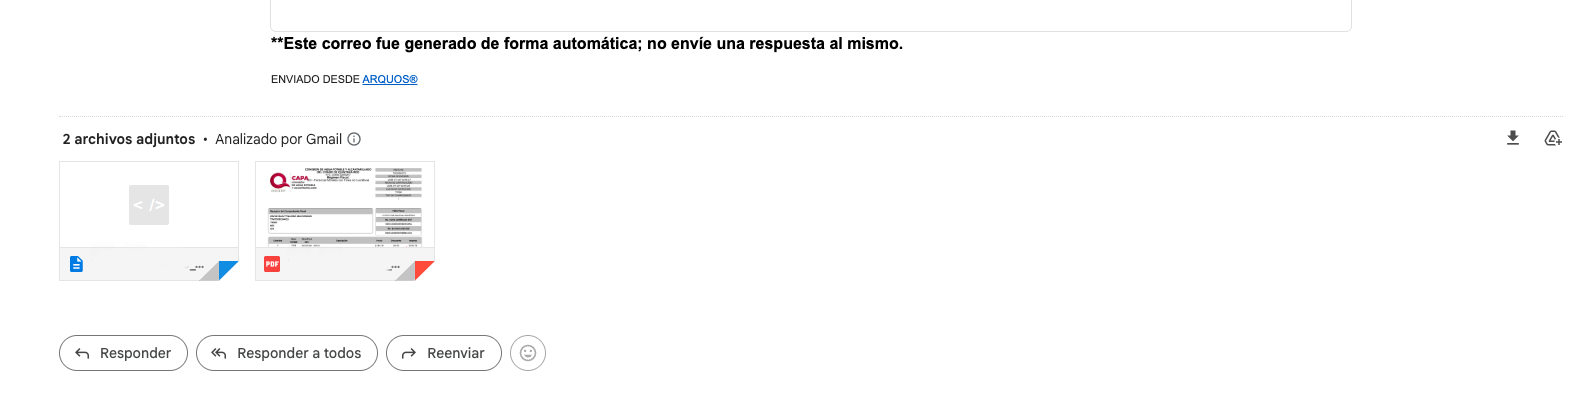 **Este correo fue generado de forma automática; no envíe una respuesta al mismo.
ENVIADO DESDE ARQUOS®
2 archivos adjuntos • Analizado por Gmail
</>
CAPA
PDF
Responder
Responder a todos
Reenviar